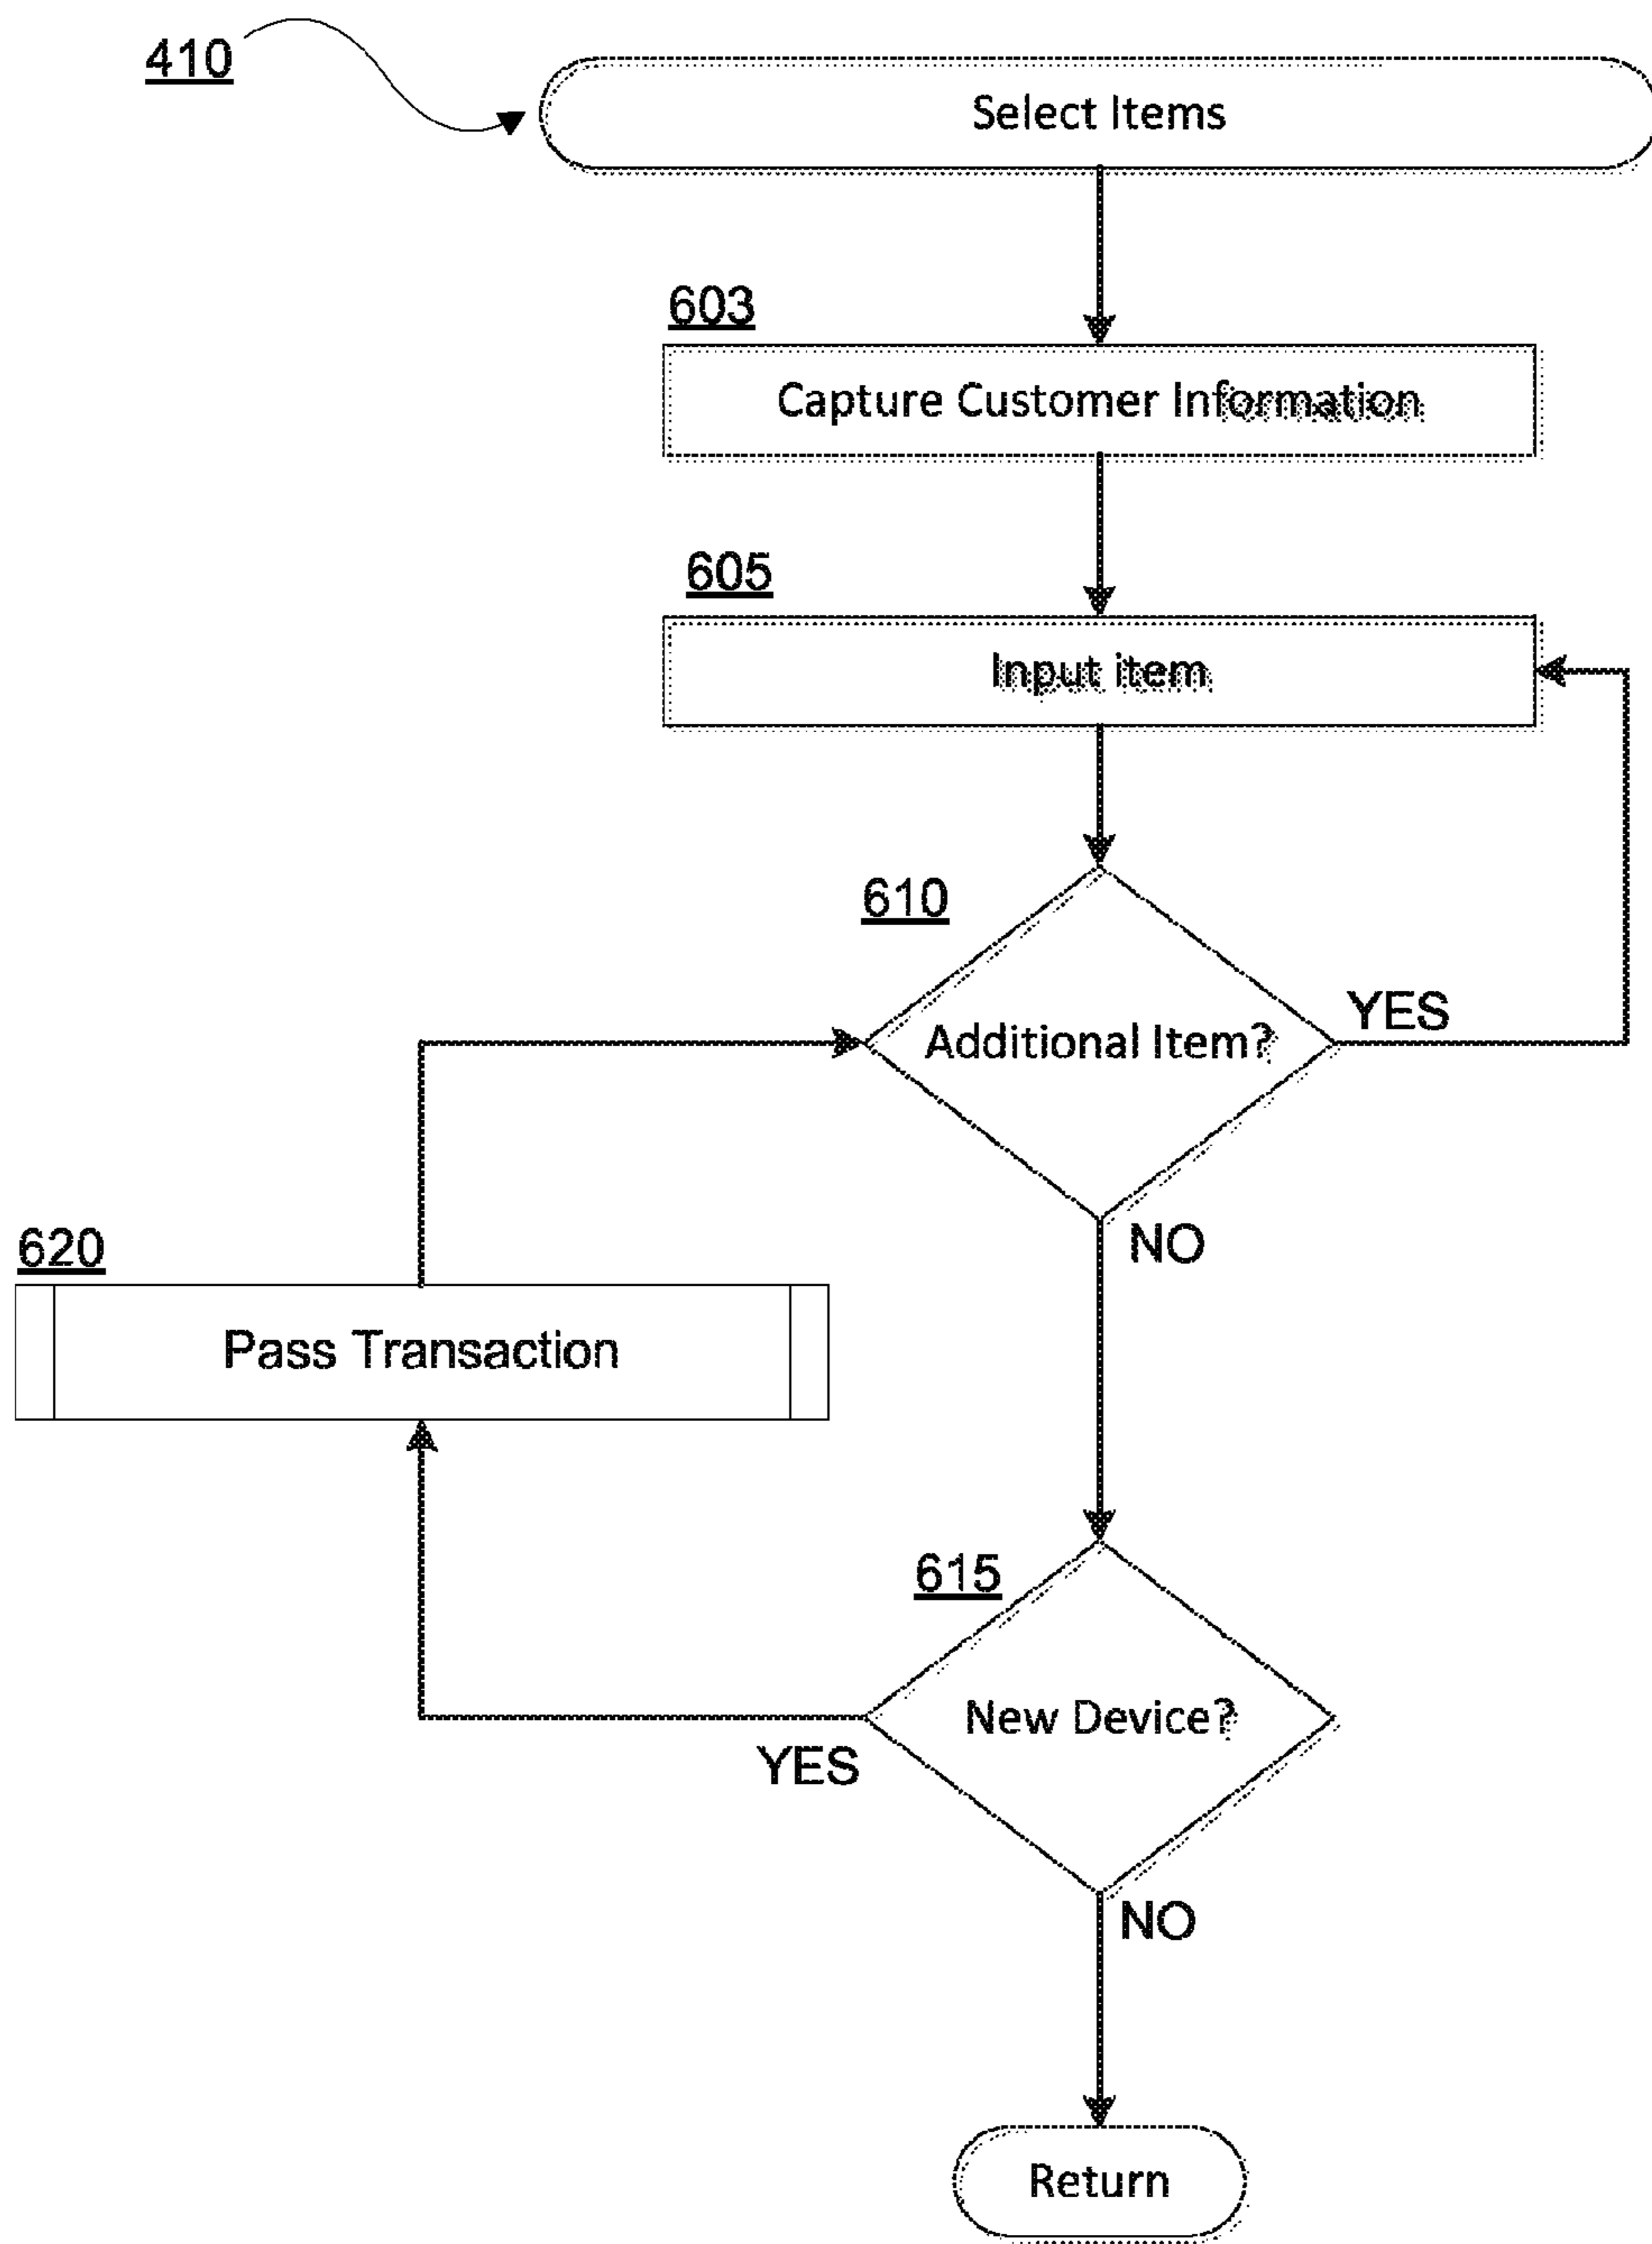 410
Select Items
603
Capture Customer Information
605
Input item
610
Additional Item?
YES
NO
620
Pass Transaction
615
New Device?
YES
NO
Return